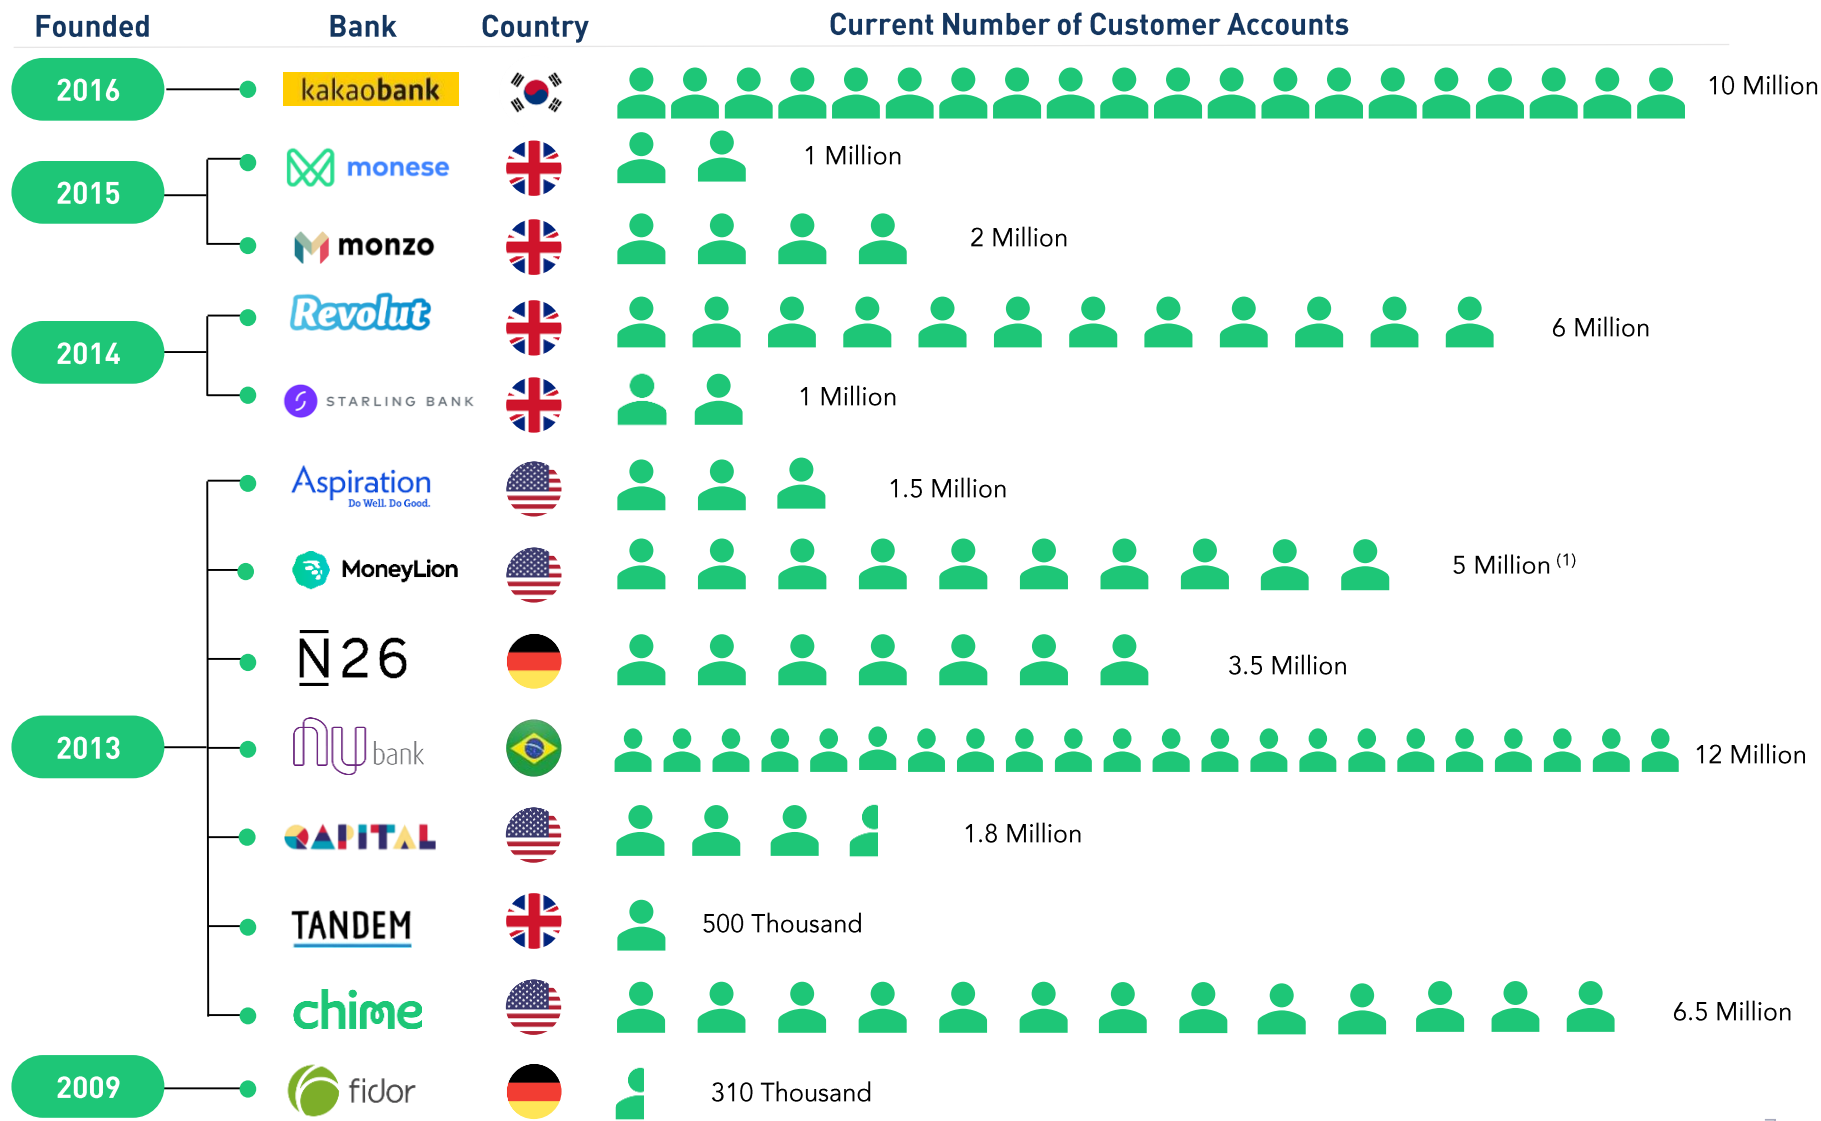 Founded Bank Country Current Number of Customer Accounts
2016 kakaobank 10 Million
monese 1 Million
2015
monzo 2 Million
Revolut 6 Million
2014
STARLING BANK 1 Million
Aspiration 1.5 Million
Do Well. Do Good.
MoneyLion 5 Million (1)
N26 3.5 Million
2013 nu bank 12 Million
QAPITAL 1.8 Million
TANDEM 500 Thousand
chime 6.5 Million
2009 fidor 310 Thousand